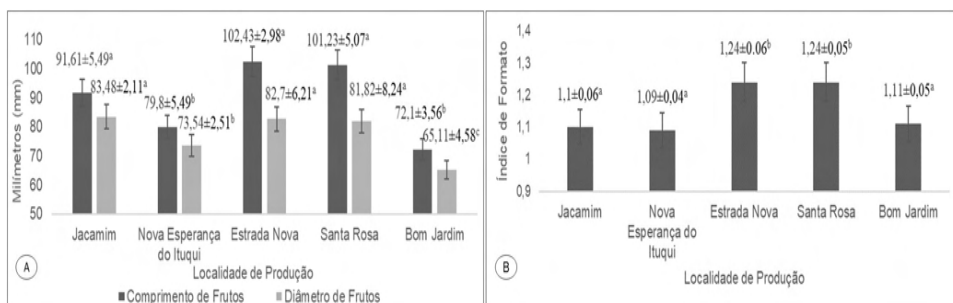 110
100
90
80
70
60
50
Milímetros (mm)
91,61±5,49ᵃ
83,48±2,11ᵃ
79,8±5,49ᵇ
73,54±2,51ᵇ
102,43±2,98ᵃ
82,7±6,21ᵃ
101,23±5,07ᵃ
81,82±8,24ᵃ
72,1±3,56ᵇ
65,11±4,58ᶜ
Jacamim
Nova Esperança
do Ituqui
Estrada Nova
Santa Rosa
Bom Jardim
Localidade de Produção
Comprimento de Frutos
Diâmetro de Frutos
A
1,4
1,3
1,2
1,1
1
0,9
Índice de Formato
1,1±0,06ᵃ
1,09±0,04ᵃ
1,24±0.06ᵇ
1,24±0,05ᵇ
1,11±0,05ᵃ
Jacamim
Nova
Esperança do
Ituqui
Estrada Nova
Santa Rosa
Bom Jardim
Localidade de Produção
B